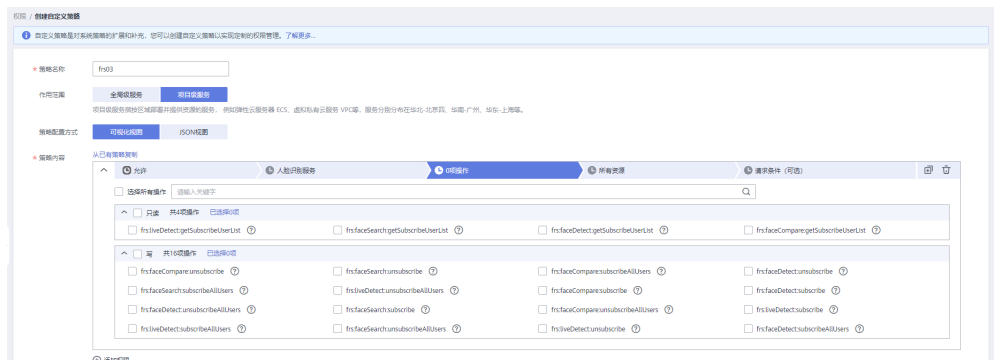 权限 / 创建自定义策略
自定义策略是对系统策略的扩展和补充，您可以创建自定义策略以实现定制的权限管理。了解更多...
* 策略名称 frs03
作用范围 全局级服务 项目级服务
项目级服务需按区域部署并提供资源的服务， 例如弹性云服务器 ECS、虚拟私有云服务 VPC等，服务分别分布在华北-北京四、华南-广州、华东-上海等。
策略配置方式 可视化视图 JSON视图
* 策略内容 从已有策略复制
允许 人脸识别服务 0项操作 所有资源 请求条件（可选）
选择所有操作 请输入关键字
只读 共4项操作 已选择0项
frs:liveDetect:getSubscribeUserList frs:faceSearch:getSubscribeUserList frs:faceDetect:getSubscribeUserList frs:faceCompare:getSubscribeUserList
写 共16项操作 已选择0项
frs:faceCompare:unsubscribe frs:faceSearch:unsubscribe frs:faceCompare:subscribeAllUsers frs:faceDetect:unsubscribe
frs:faceSearch:subscribeAllUsers frs:liveDetect:unsubscribeAllUsers frs:faceCompare:subscribe frs:faceDetect:subscribe
frs:faceDetect:unsubscribeAllUsers frs:faceSearch:subscribe frs:faceCompare:unsubscribeAllUsers frs:liveDetect:subscribe
frs:liveDetect:subscribeAllUsers frs:faceSearch:unsubscribeAllUsers frs:liveDetect:unsubscribe frs:faceDetect:subscribeAllUsers